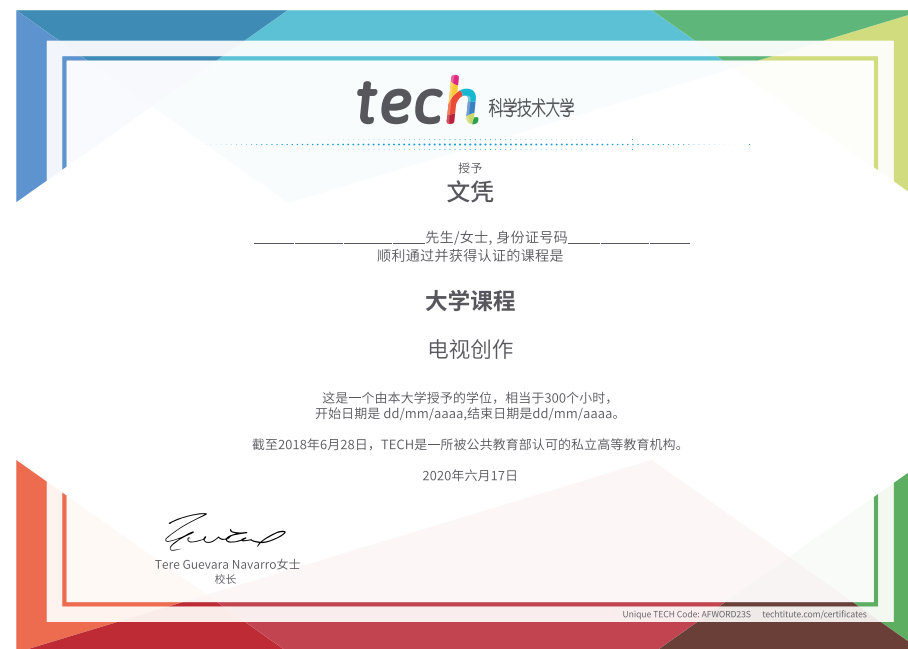 tech 科学技术大学
授予
文凭
先生/女士, 身份证号码
顺利通过并获得认证的课程是
大学课程
电视创作
这是一个由本大学授予的学位，相当于300个小时，
开始日期是 dd/mm/aaaa,结束日期是dd/mm/aaaa。
截至2018年6月28日，TECH是一所被公共教育部认可的私立高等教育机构。
2020年六月17日
Tere Guevara Navarro女士
校长
Unique TECH Code: AFWORD23S techtitute.com/certificates